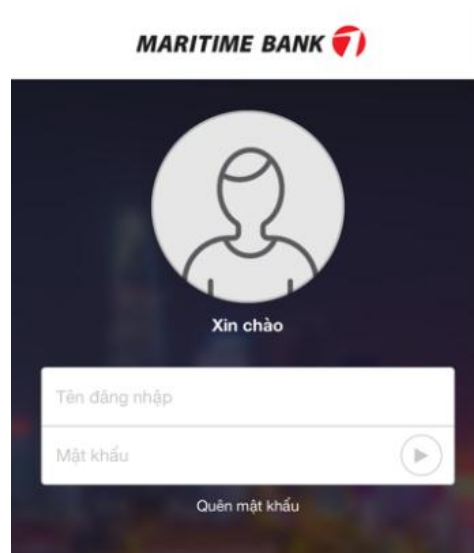 MARITIME BANK
Xin chào
Tên đăng nhập
Mật khẩu
Quên mật khẩu